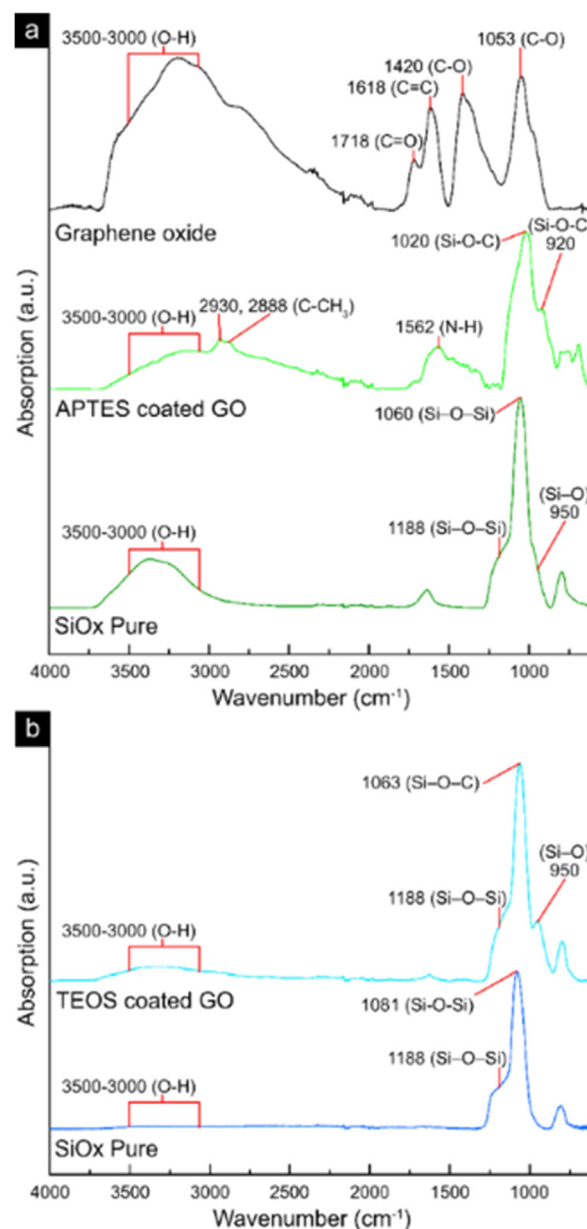 a
3500-3000 (O-H)
1053 (C-O)
1420 (C-O)
1618 (C=C)
1718 (C=O)
Graphene oxide
1020 (Si-O-C)
(Si-O-C
920
3500-3000 (O-H)
2930, 2888 (C-CH₃)
1562 (N-H)
APTES coated GO
1060 (Si–O–Si)
(Si–O)
950
3500-3000 (O-H)
1188 (Si–O–Si)
SiOx Pure
Absorption (a.u.)
4000 3500 3000 2500 2000 1500 1000
Wavenumber (cm⁻¹)
b
1063 (Si–O–C)
(Si–O)
950
1188 (Si–O–Si)
3500-3000 (O-H)
TEOS coated GO
1081 (Si-O-Si)
1188 (Si–O–Si)
3500-3000 (O-H)
SiOx Pure
Absorption (a.u.)
4000 3500 3000 2500 2000 1500 1000
Wavenumber (cm⁻¹)